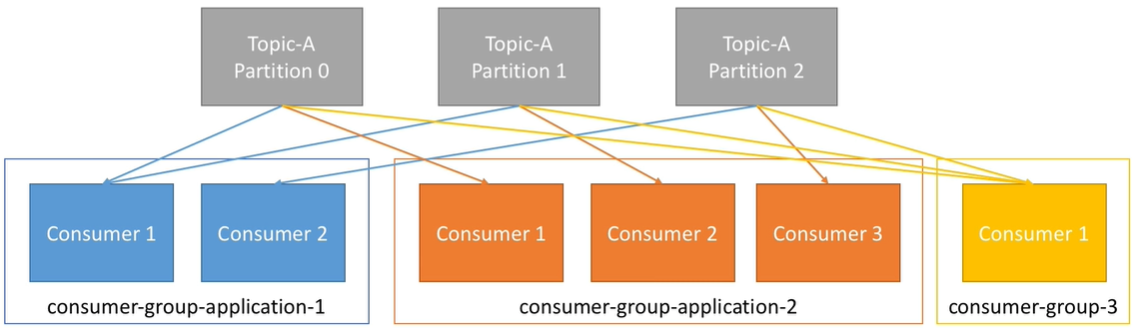 Topic-A
Partition 0
Topic-A
Partition 1
Topic-A
Partition 2
Consumer 1
Consumer 2
consumer-group-application-1
Consumer 1
Consumer 2
Consumer 3
consumer-group-application-2
Consumer 1
consumer-group-3